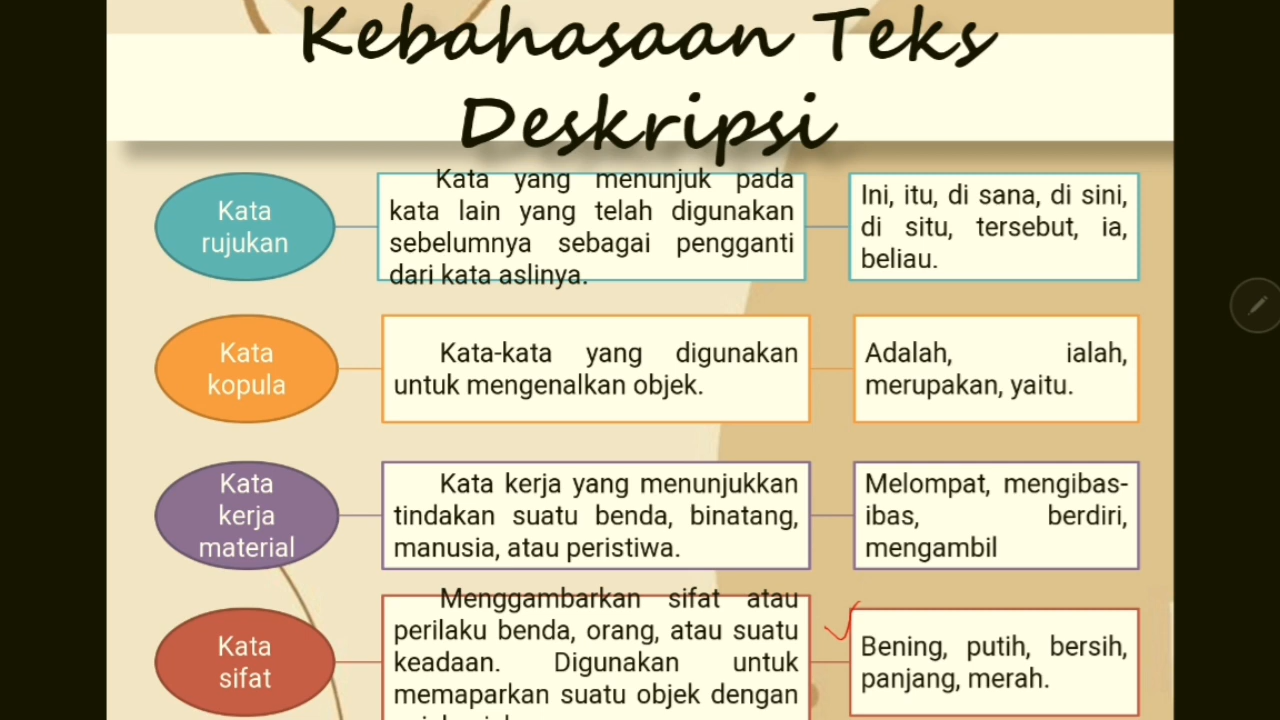 Kebahasaan Teks
Deskripsi
Kata
rujukan
Kata yang menunjuk pada
kata lain yang telah digunakan
sebelumnya sebagai pengganti
dari kata aslinya.
Ini, itu, di sana, di sini,
di situ, tersebut, ia,
beliau.
Kata
kopula
Kata-kata yang digunakan
untuk mengenalkan objek.
Adalah, ialah,
merupakan, yaitu.
Kata
kerja
material
Kata kerja yang menunjukkan
tindakan suatu benda, binatang,
manusia, atau peristiwa.
Melompat, mengibas-
ibas, berdiri,
mengambil
Kata
sifat
Menggambarkan sifat atau
perilaku benda, orang, atau suatu
keadaan. Digunakan untuk
memaparkan suatu objek dengan
Bening, putih, bersih,
panjang, merah.